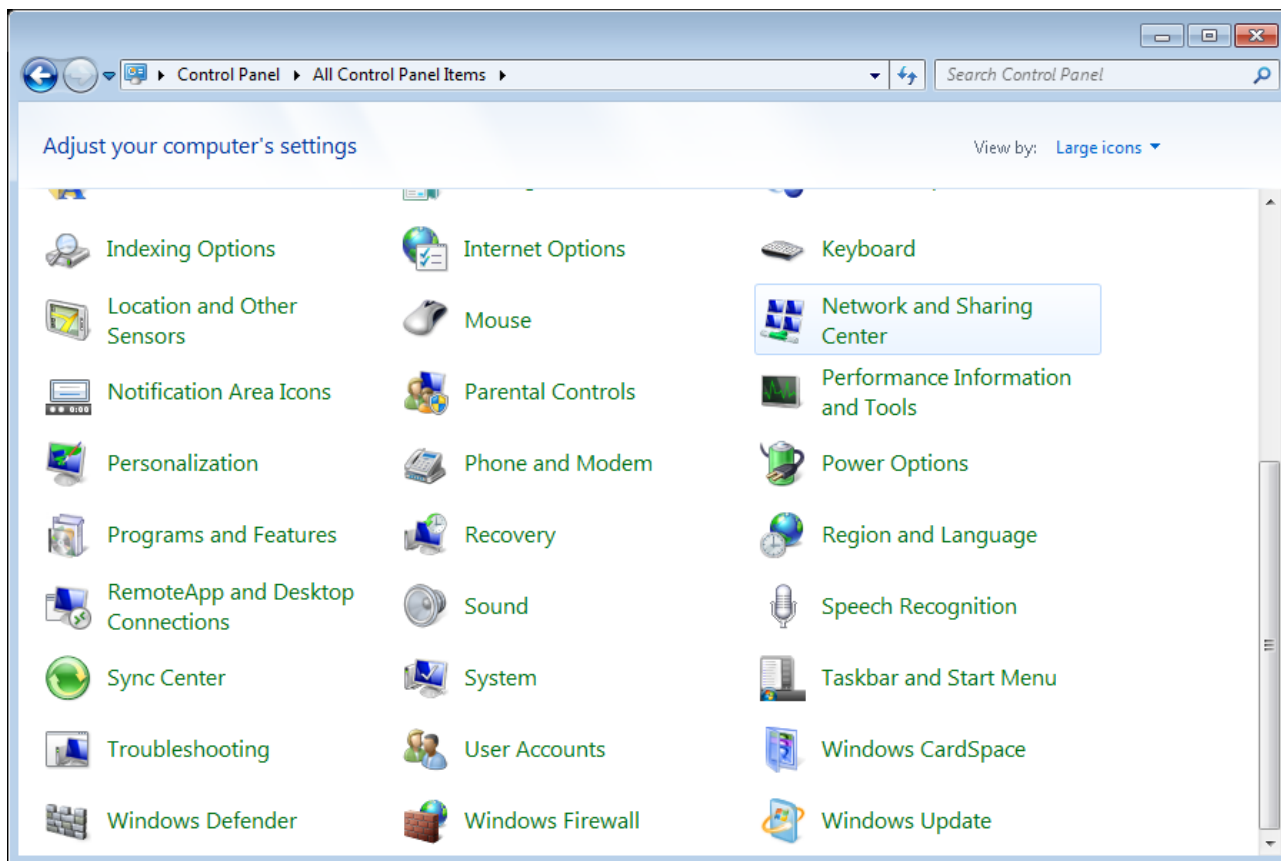 Control Panel All Control Panel Items
Search Control Panel
Adjust your computer's settings
View by: Large icons
Indexing Options
Internet Options
Keyboard
Location and Other
Sensors
Mouse
Network and Sharing
Center
Notification Area Icons
Parental Controls
Performance Information
and Tools
Personalization
Phone and Modem
Power Options
Programs and Features
Recovery
Region and Language
RemoteApp and Desktop
Connections
Sound
Speech Recognition
Sync Center
System
Taskbar and Start Menu
Troubleshooting
User Accounts
Windows CardSpace
Windows Defender
Windows Firewall
Windows Update